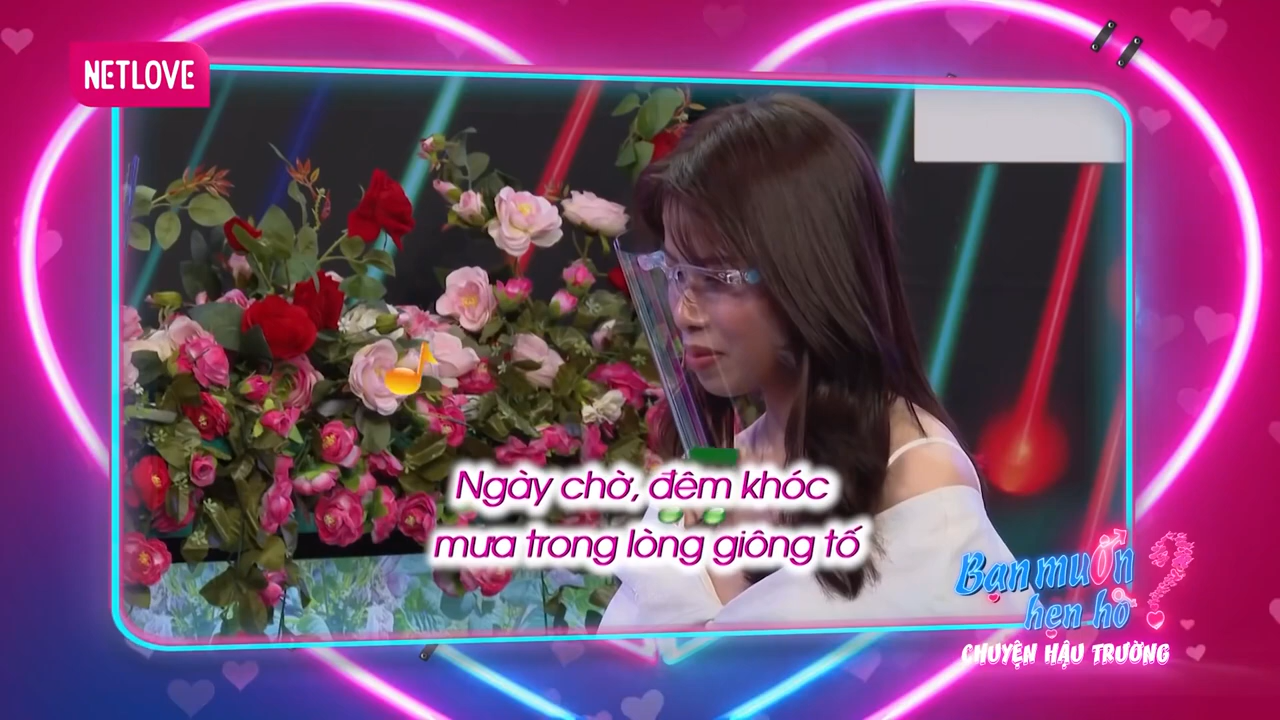 NETLOVE
Ngày chờ, đêm khóc
mưa trong lòng giông tố
Bạn muốn
hẹn hò?
CHUYỆN HẬU TRƯỜNG